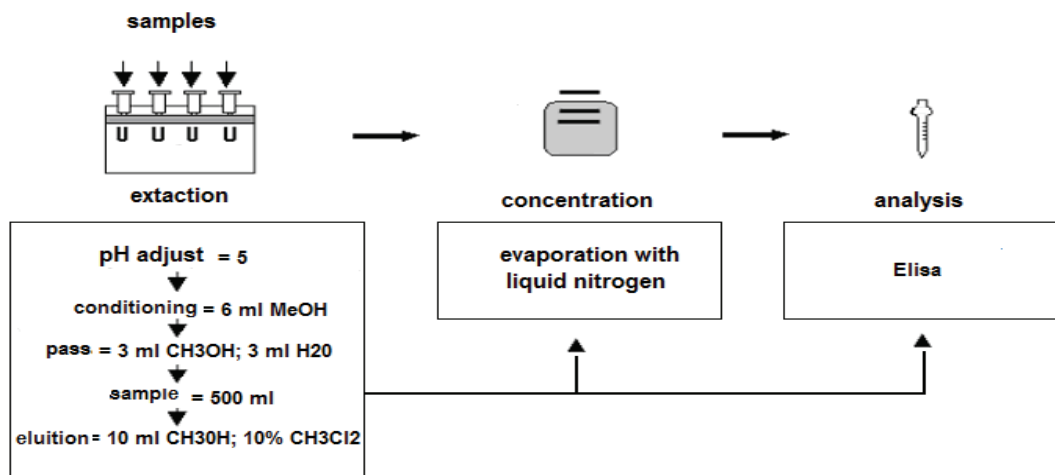 samples
extaction
concentration
analysis
pH adjust = 5
conditioning = 6 ml MeOH
pass = 3 ml CH3OH; 3 ml H20
sample = 500 ml
eluition = 10 ml CH30H; 10% CH3Cl2
evaporation with
liquid nitrogen
Elisa